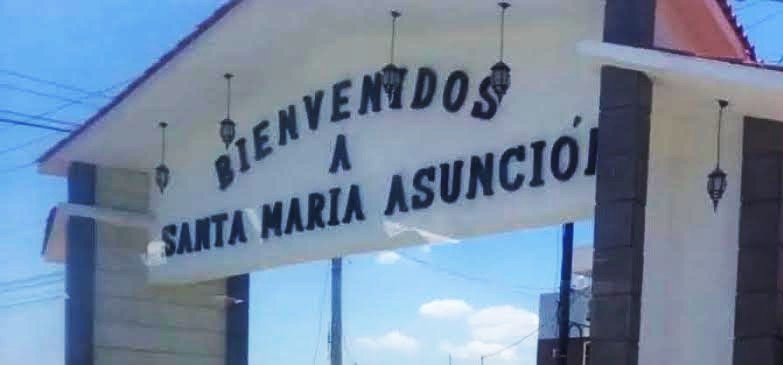 BIENVENIDOS
A
SANTA MARIA ASUNCIÓN